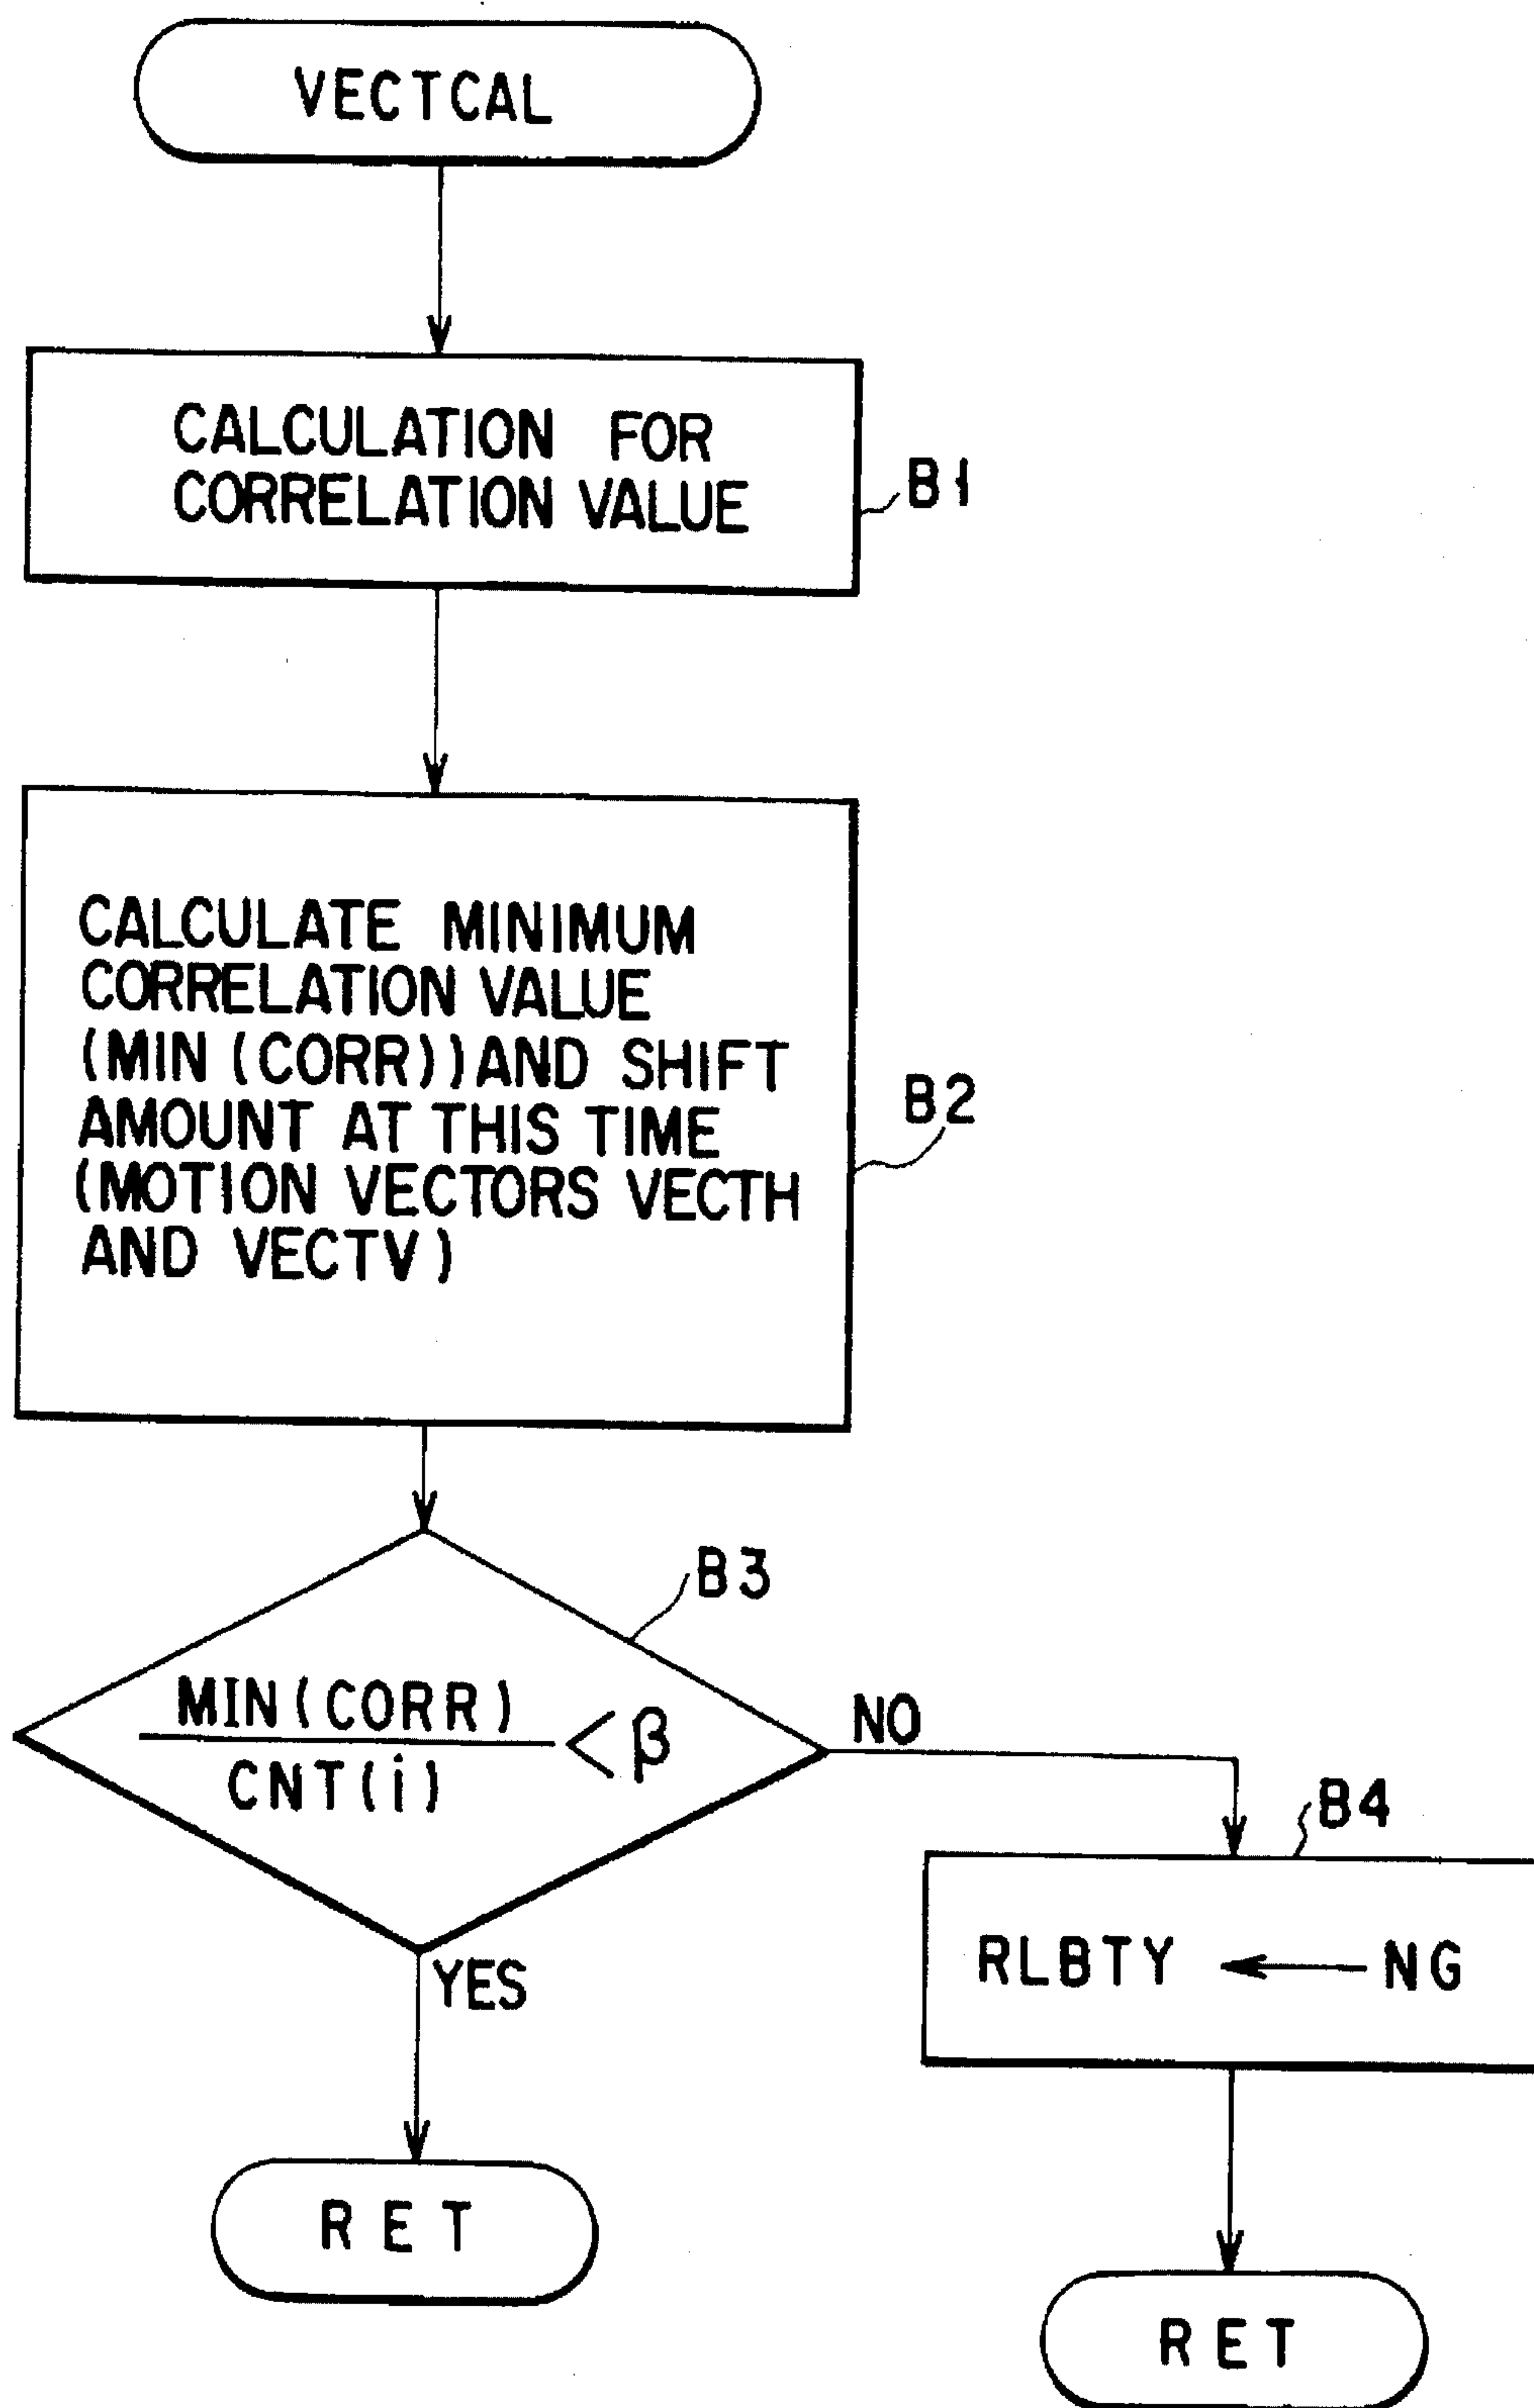 VECTCAL
CALCULATION FOR
CORRELATION VALUE
B1
CALCULATE MINIMUM
CORRELATION VALUE
(MIN (CORR)) AND SHIFT
AMOUNT AT THIS TIME
(MOTION VECTORS VECTH
AND VECTV)
B2
B3
MIN(CORR)
CNT(i)
< β
NO
B4
RLBTY ← NG
YES
RET
RET